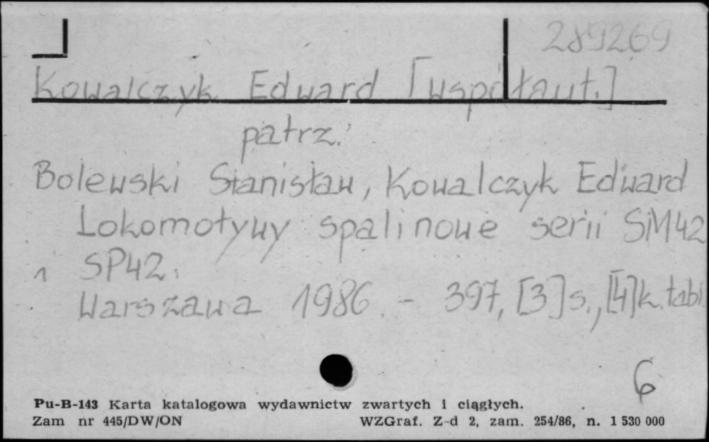 289269
Kowalczyk Edward [współaut.]
patrz:
Bolewski Stanisław, Kowalczyk Edward
Lokomotywy spalinowe serii SM42
i SP42.
Warszawa 1986. - 397, [3]s., [4]k.tabl
6
Pu-B-143 Karta katalogowa wydawnictw zwartych i ciągłych.
Zam nr 445/DW/ON WZGraf. Z-d 2, zam. 254/86, n. 1 530 000